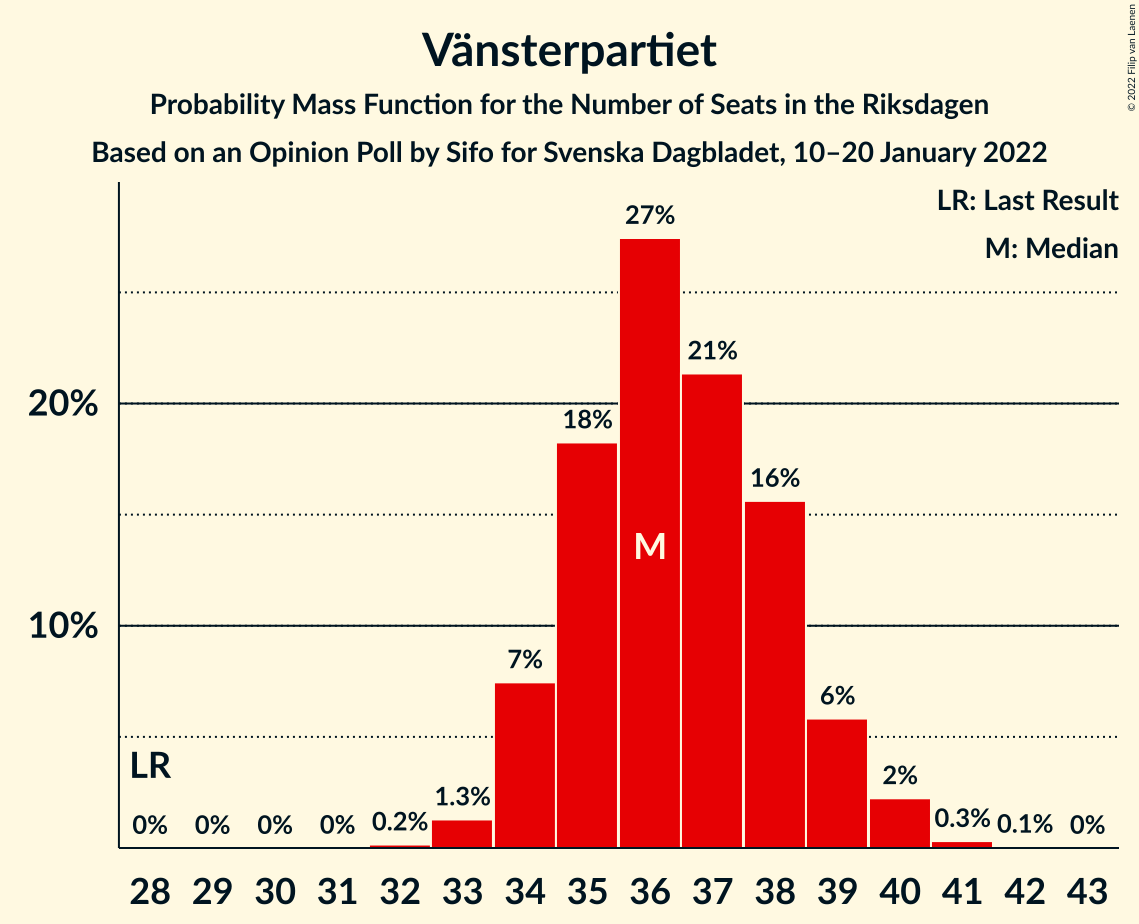 Vänsterpartiet
Probability Mass Function for the Number of Seats in the Riksdagen
Based on an Opinion Poll by Sifo for Svenska Dagbladet, 10–20 January 2022
© 2022 Filip van Laenen
LR: Last Result
M: Median
27%
21%
20%
18%
16%
M
10%
7%
6%
LR
2%
1.3%
0% 0% 0% 0% 0.2% 0.3% 0.1% 0%
28 29 30 31 32 33 34 35 36 37 38 39 40 41 42 43